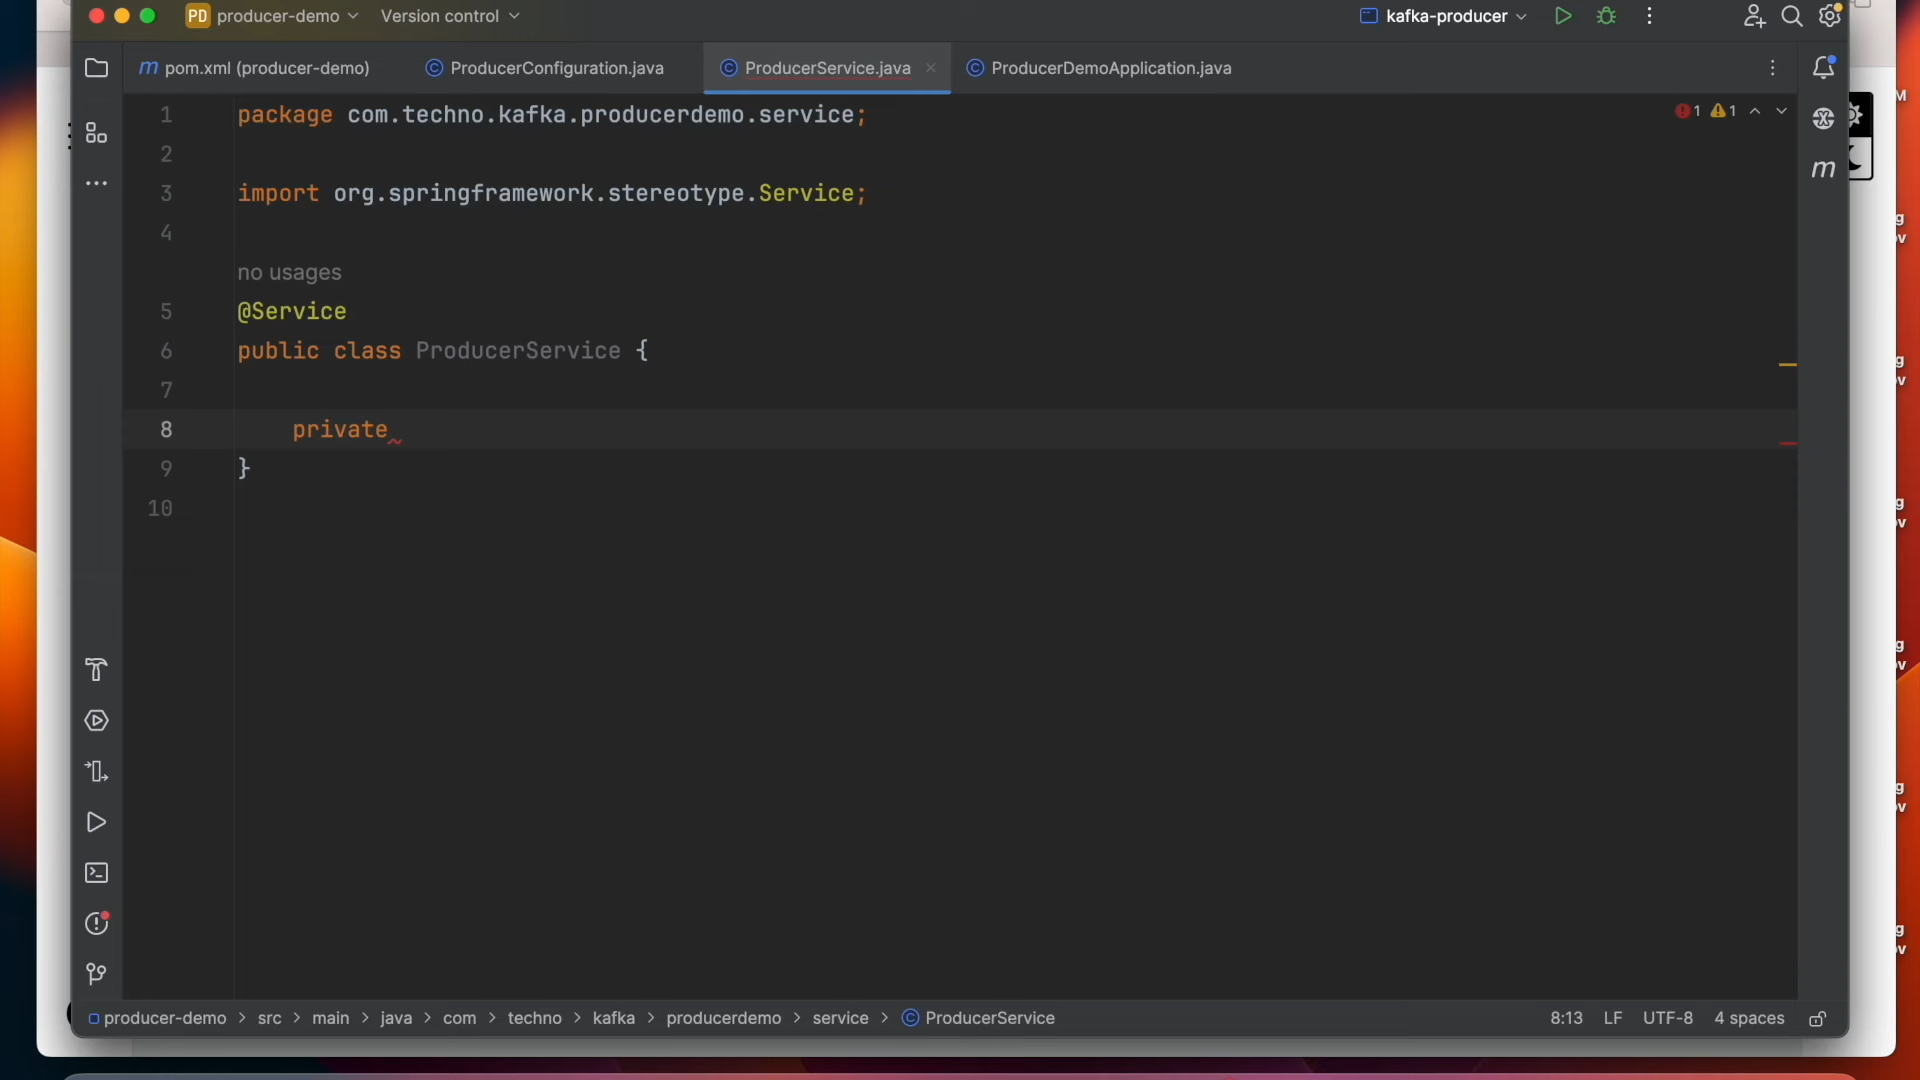 PD producer-demo Version control kafka-producer
m pom.xml (producer-demo) ProducerConfiguration.java ProducerService.java ProducerDemoApplication.java
1 package com.techno.kafka.producerdemo.service; 1 1
2
3 import org.springframework.stereotype.Service;
4
no usages
5 @Service
6 public class ProducerService {
7
8 private
9 }
10
producer-demo > src > main > java > com > techno > kafka > producerdemo > service > ProducerService 8:13 LF UTF-8 4 spaces